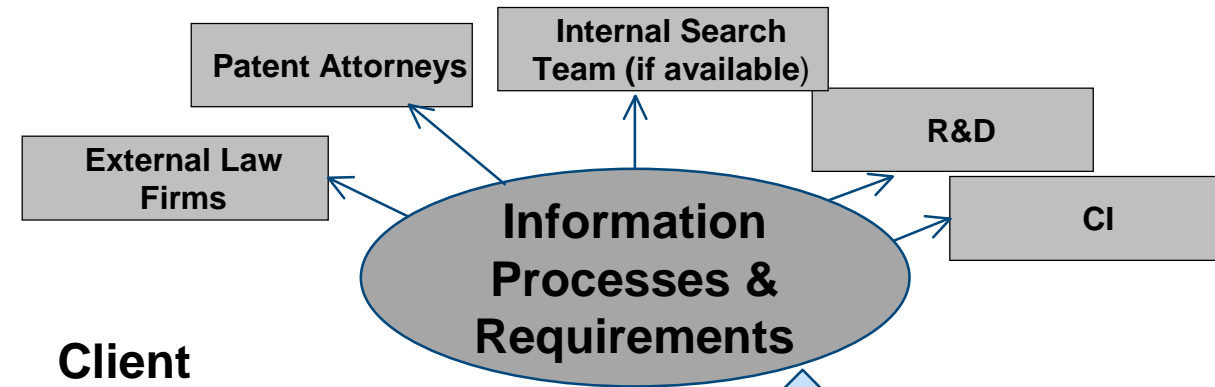 Internal Search
Team (if available)
Patent Attorneys
R&D
External Law
Firms
CI
Information
Processes &
Requirements
Client